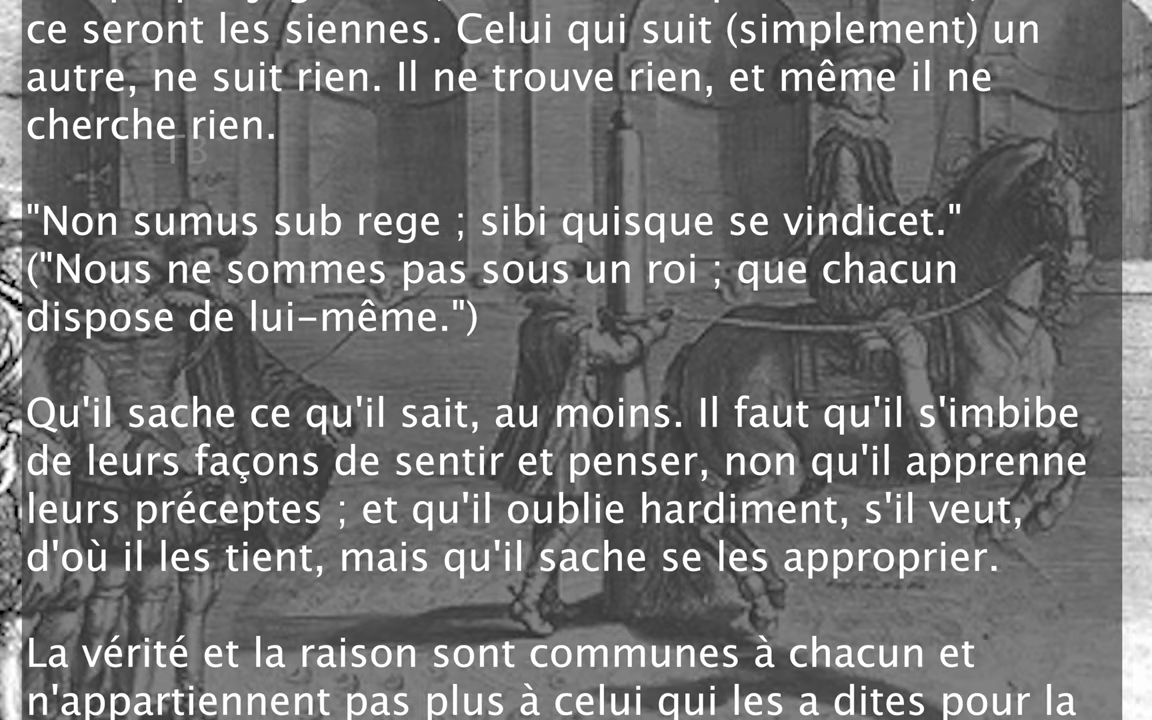 ce seront les siennes. Celui qui suit (simplement) un
autre, ne suit rien. Il ne trouve rien, et même il ne
cherche rien.
"Non sumus sub rege ; sibi quisque se vindicet."
("Nous ne sommes pas sous un roi ; que chacun
dispose de lui-même.")
Qu'il sache ce qu'il sait, au moins. Il faut qu'il s'imbibe
de leurs façons de sentir et penser, non qu'il apprenne
leurs préceptes ; et qu'il oublie hardiment, s'il veut,
d'où il les tient, mais qu'il sache se les approprier.
La vérité et la raison sont communes à chacun et
n'appartiennent pas plus à celui qui les a dites pour la